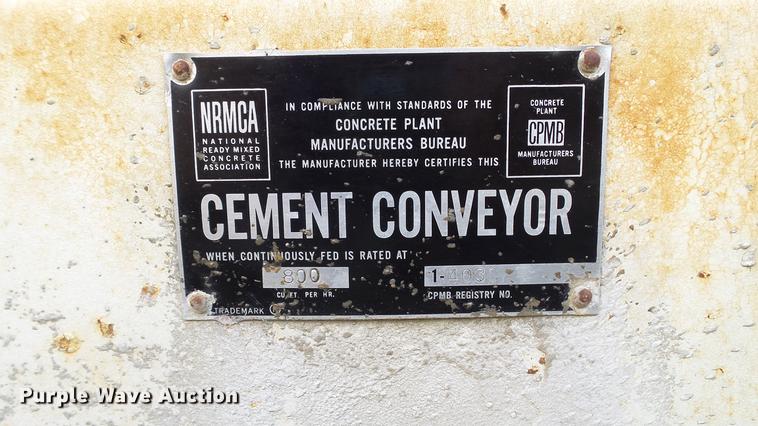 NRMCA
NATIONAL
READY MIXED
CONCRETE
ASSOCIATION
IN COMPLIANCE WITH STANDARDS OF THE
CONCRETE PLANT
MANUFACTURERS BUREAU
THE MANUFACTURER HEREBY CERTIFIES THIS
CONCRETE
PLANT
CPMB
MANUFACTURERS
BUREAU
CEMENT CONVEYOR
WHEN CONTINUOUSLY FED IS RATED AT
800
CU. FT. PER HR.
CPMB REGISTRY NO.
TRADEMARK
Purple Wave Auction